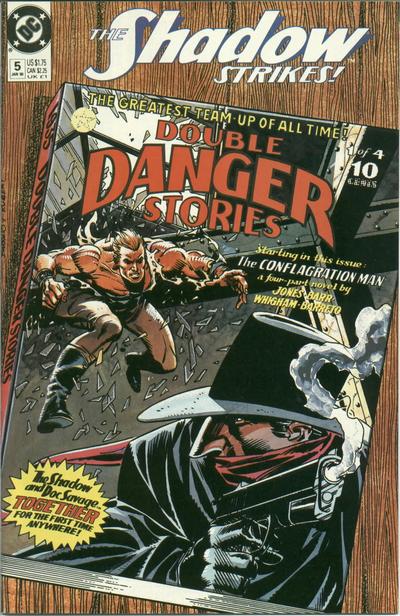 DC
5
JAN 90
US $1.75
CAN $2.25
UK £1
THE
Shadow
STRIKES!
THE GREATEST TEAM-UP OF ALL TIME!
DOUBLE
DANGER
STORIES
1 of 4
10
CENTS
Starting in this issue:
The CONFLAGRATION MAN
a four-part novel by
JONES·BARR
WHIGHAM·BARRETO
The Shadow
and Doc Savage...
TOGETHER
FOR THE FIRST TIME
ANYWHERE!